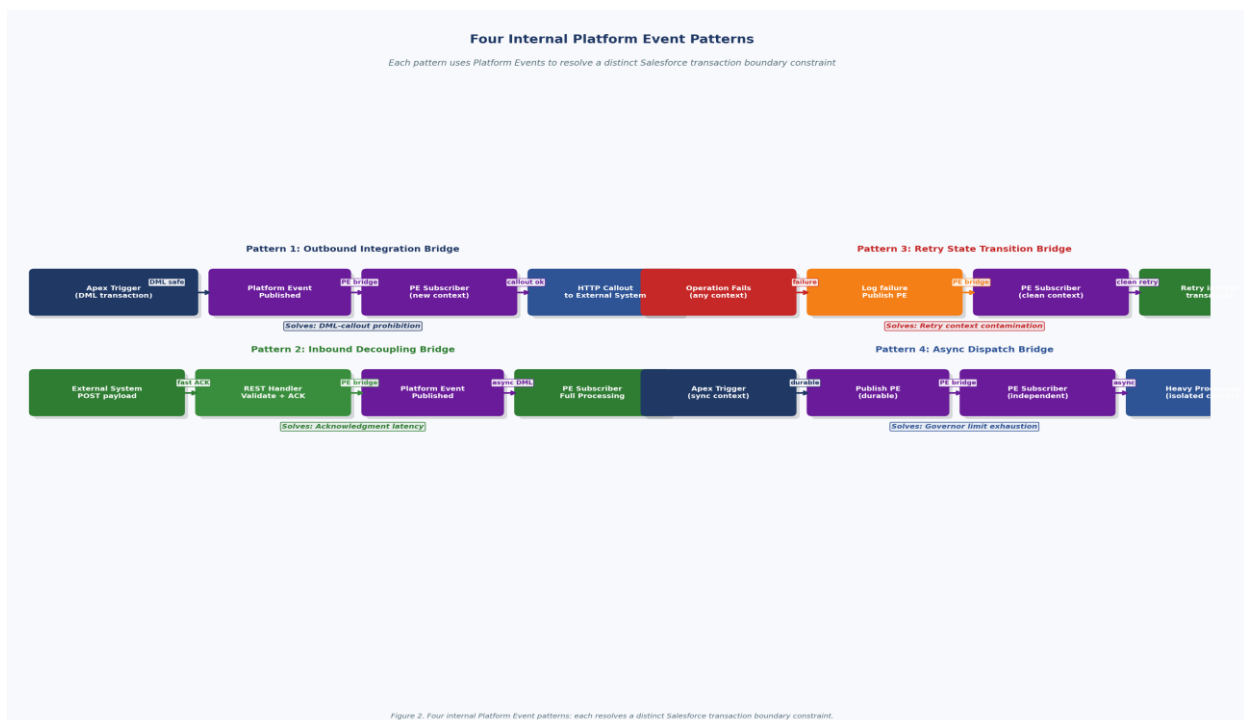 Four Internal Platform Event Patterns
Each pattern uses Platform Events to resolve a distinct Salesforce transaction boundary constraint
Pattern 1: Outbound Integration Bridge
Apex Trigger
(DML transaction)
DML safe
Platform Event
Published
PE bridge
PE Subscriber
(new context)
callout ok
HTTP Callout
to External System
Solves: DML-callout prohibition
Pattern 2: Inbound Decoupling Bridge
External System
POST payload
fast ACK
REST Handler
Validate + ACK
PE bridge
Platform Event
Published
async DML
PE Subscriber
Full Processing
Solves: Acknowledgment latency
Pattern 3: Retry State Transition Bridge
Operation Fails
(any context)
failure
Log failure
Publish PE
PE bridge
PE Subscriber
(clean context)
clean retry
Retry
Solves: Retry context contamination
Pattern 4: Async Dispatch Bridge
Apex Trigger
(sync context)
durable
Publish PE
(durable)
PE bridge
PE Subscriber
(independent)
async
Heavy
(isolated
Solves: Governor limit exhaustion
Figure 2. Four internal Platform Event patterns: each resolves a distinct Salesforce transaction boundary constraint.